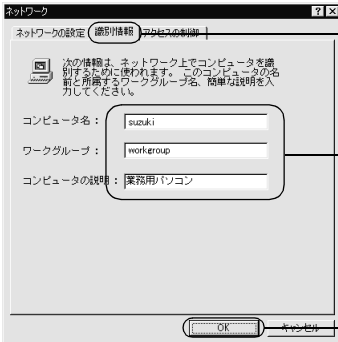 ネットワーク
ネットワークの設定 識別情報 アクセスの制御
次の情報は、ネットワーク上でコンピュータを識
別するために使われます。このコンピュータの名
前と所属するワークグループ名、簡単な説明を入
力してください。
コンピュータ名： suzuki
ワークグループ： workgroup
コンピュータの説明： 業務用パソコン
OK キャンセル